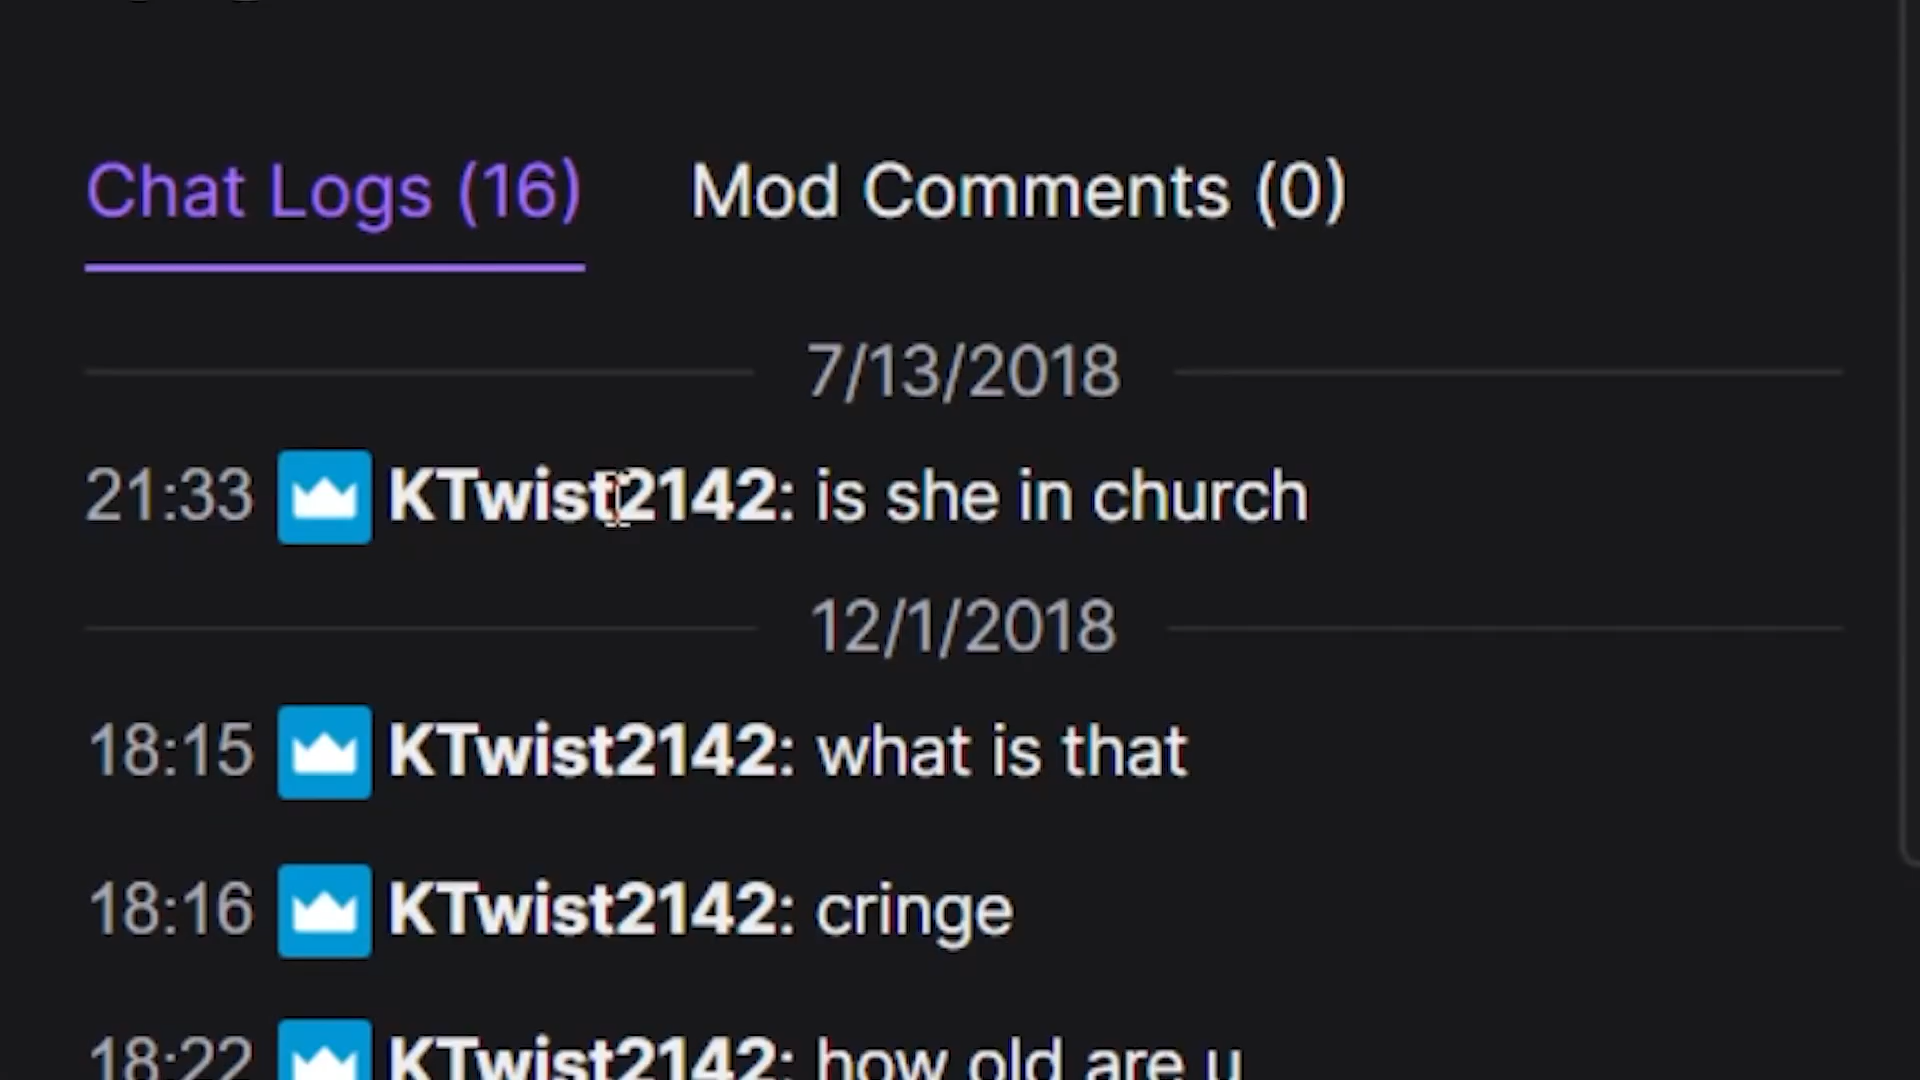 Chat Logs (16) Mod Comments (0)
7/13/2018
21:33 KTwist2142: is she in church
12/1/2018
18:15 KTwist2142: what is that
18:16 KTwist2142: cringe
18:22 KTwist2142: how old are u